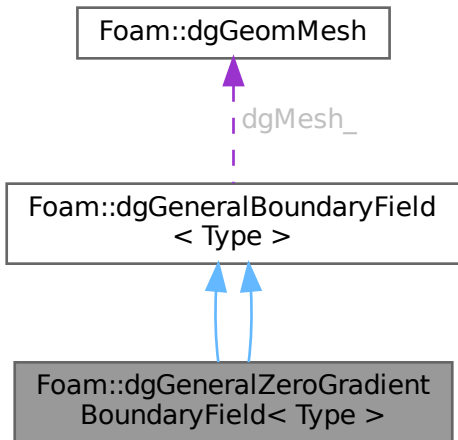 Foam::dgGeomMesh
dgMesh_
Foam::dgGeneralBoundaryField
< Type >
Foam::dgGeneralZeroGradient
BoundaryField< Type >